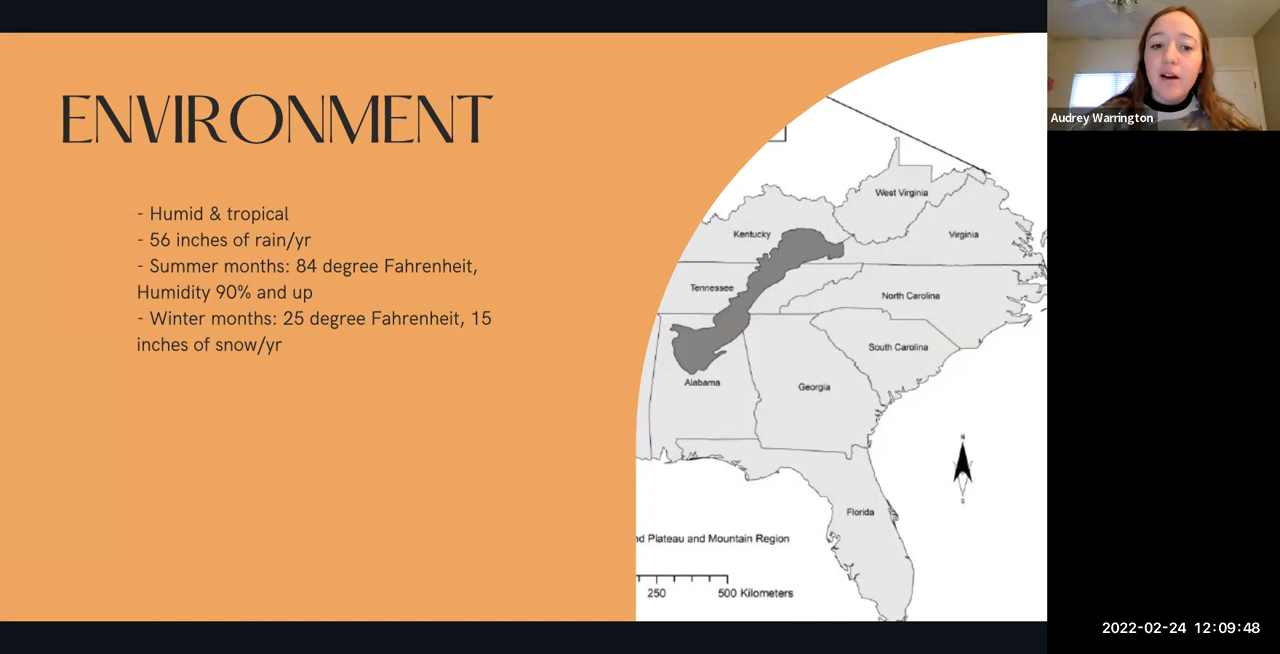 ENVIRONMENT
- Humid & tropical
- 56 inches of rain/yr
- Summer months: 84 degree Fahrenheit,
Humidity 90% and up
- Winter months: 25 degree Fahrenheit, 15
inches of snow/yr
West Virginia
Kentucky
Virginia
Tennessee
North Carolina
South Carolina
Alabama
Georgia
N
S
Florida
Plateau and Mountain Region
250
500 Kilometers
Audrey Warrington
2022-02-24 12:09:48